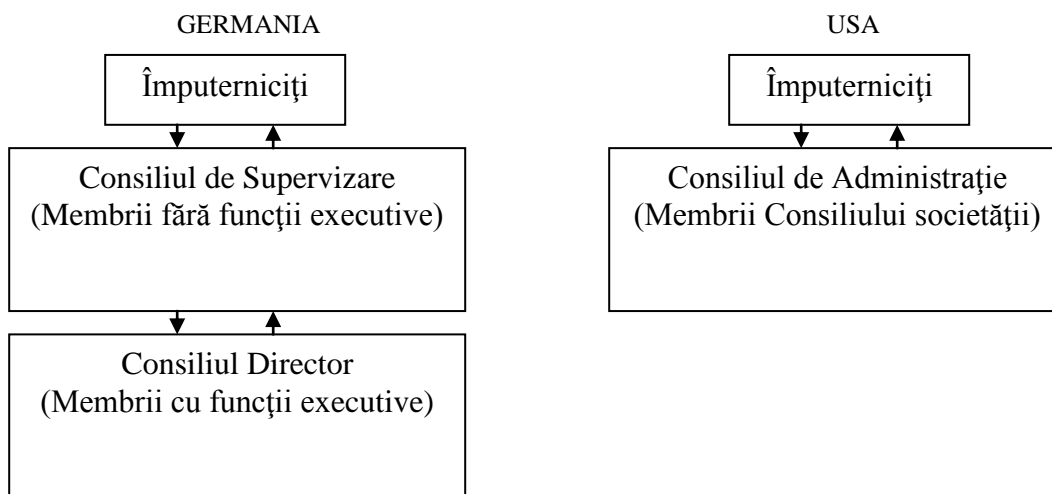 GERMANIA
Împuterniciţi
Consiliul de Supervizare
(Membrii fără funcţii executive)
Consiliul Director
(Membrii cu funcţii executive)
USA
Împuterniciţi
Consiliul de Administraţie
(Membrii Consiliului societăţii)